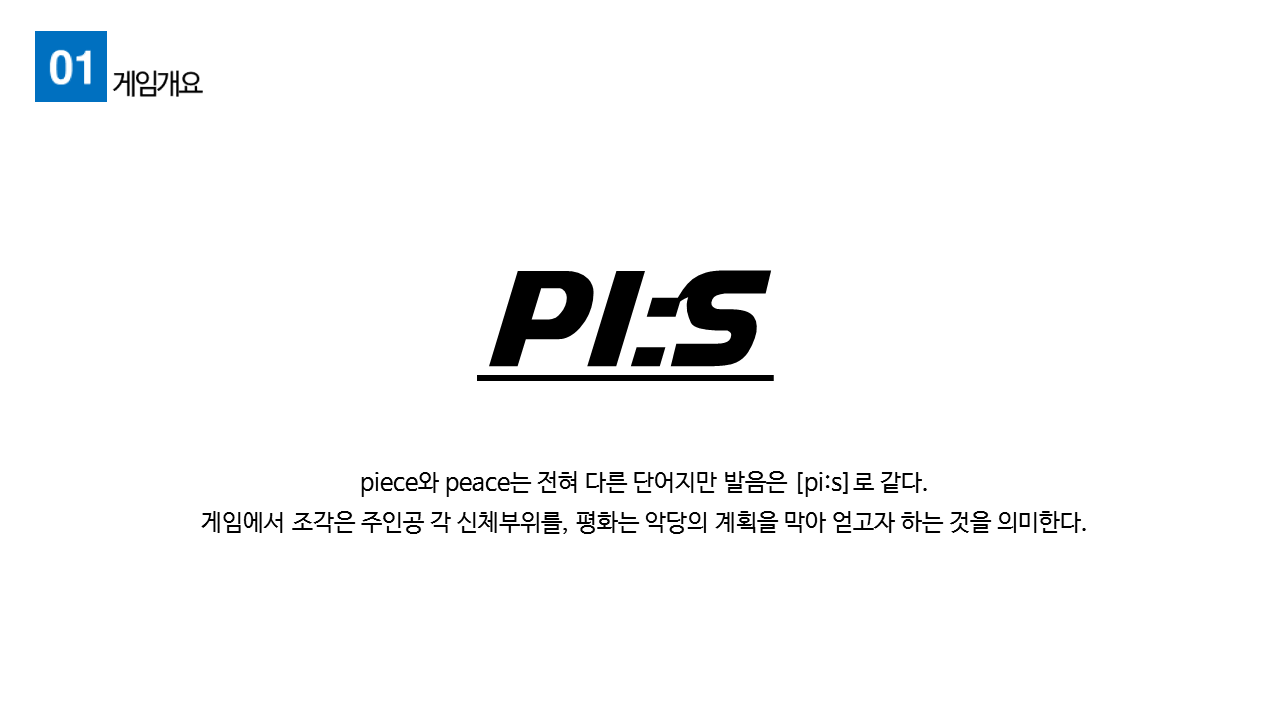 01 게임개요
PI:S
piece와 peace는 전혀 다른 단어지만 발음은 [pi:s]로 같다.
게임에서 조각은 주인공 각 신체부위를, 평화는 악당의 계획을 막아 얻고자 하는 것을 의미한다.